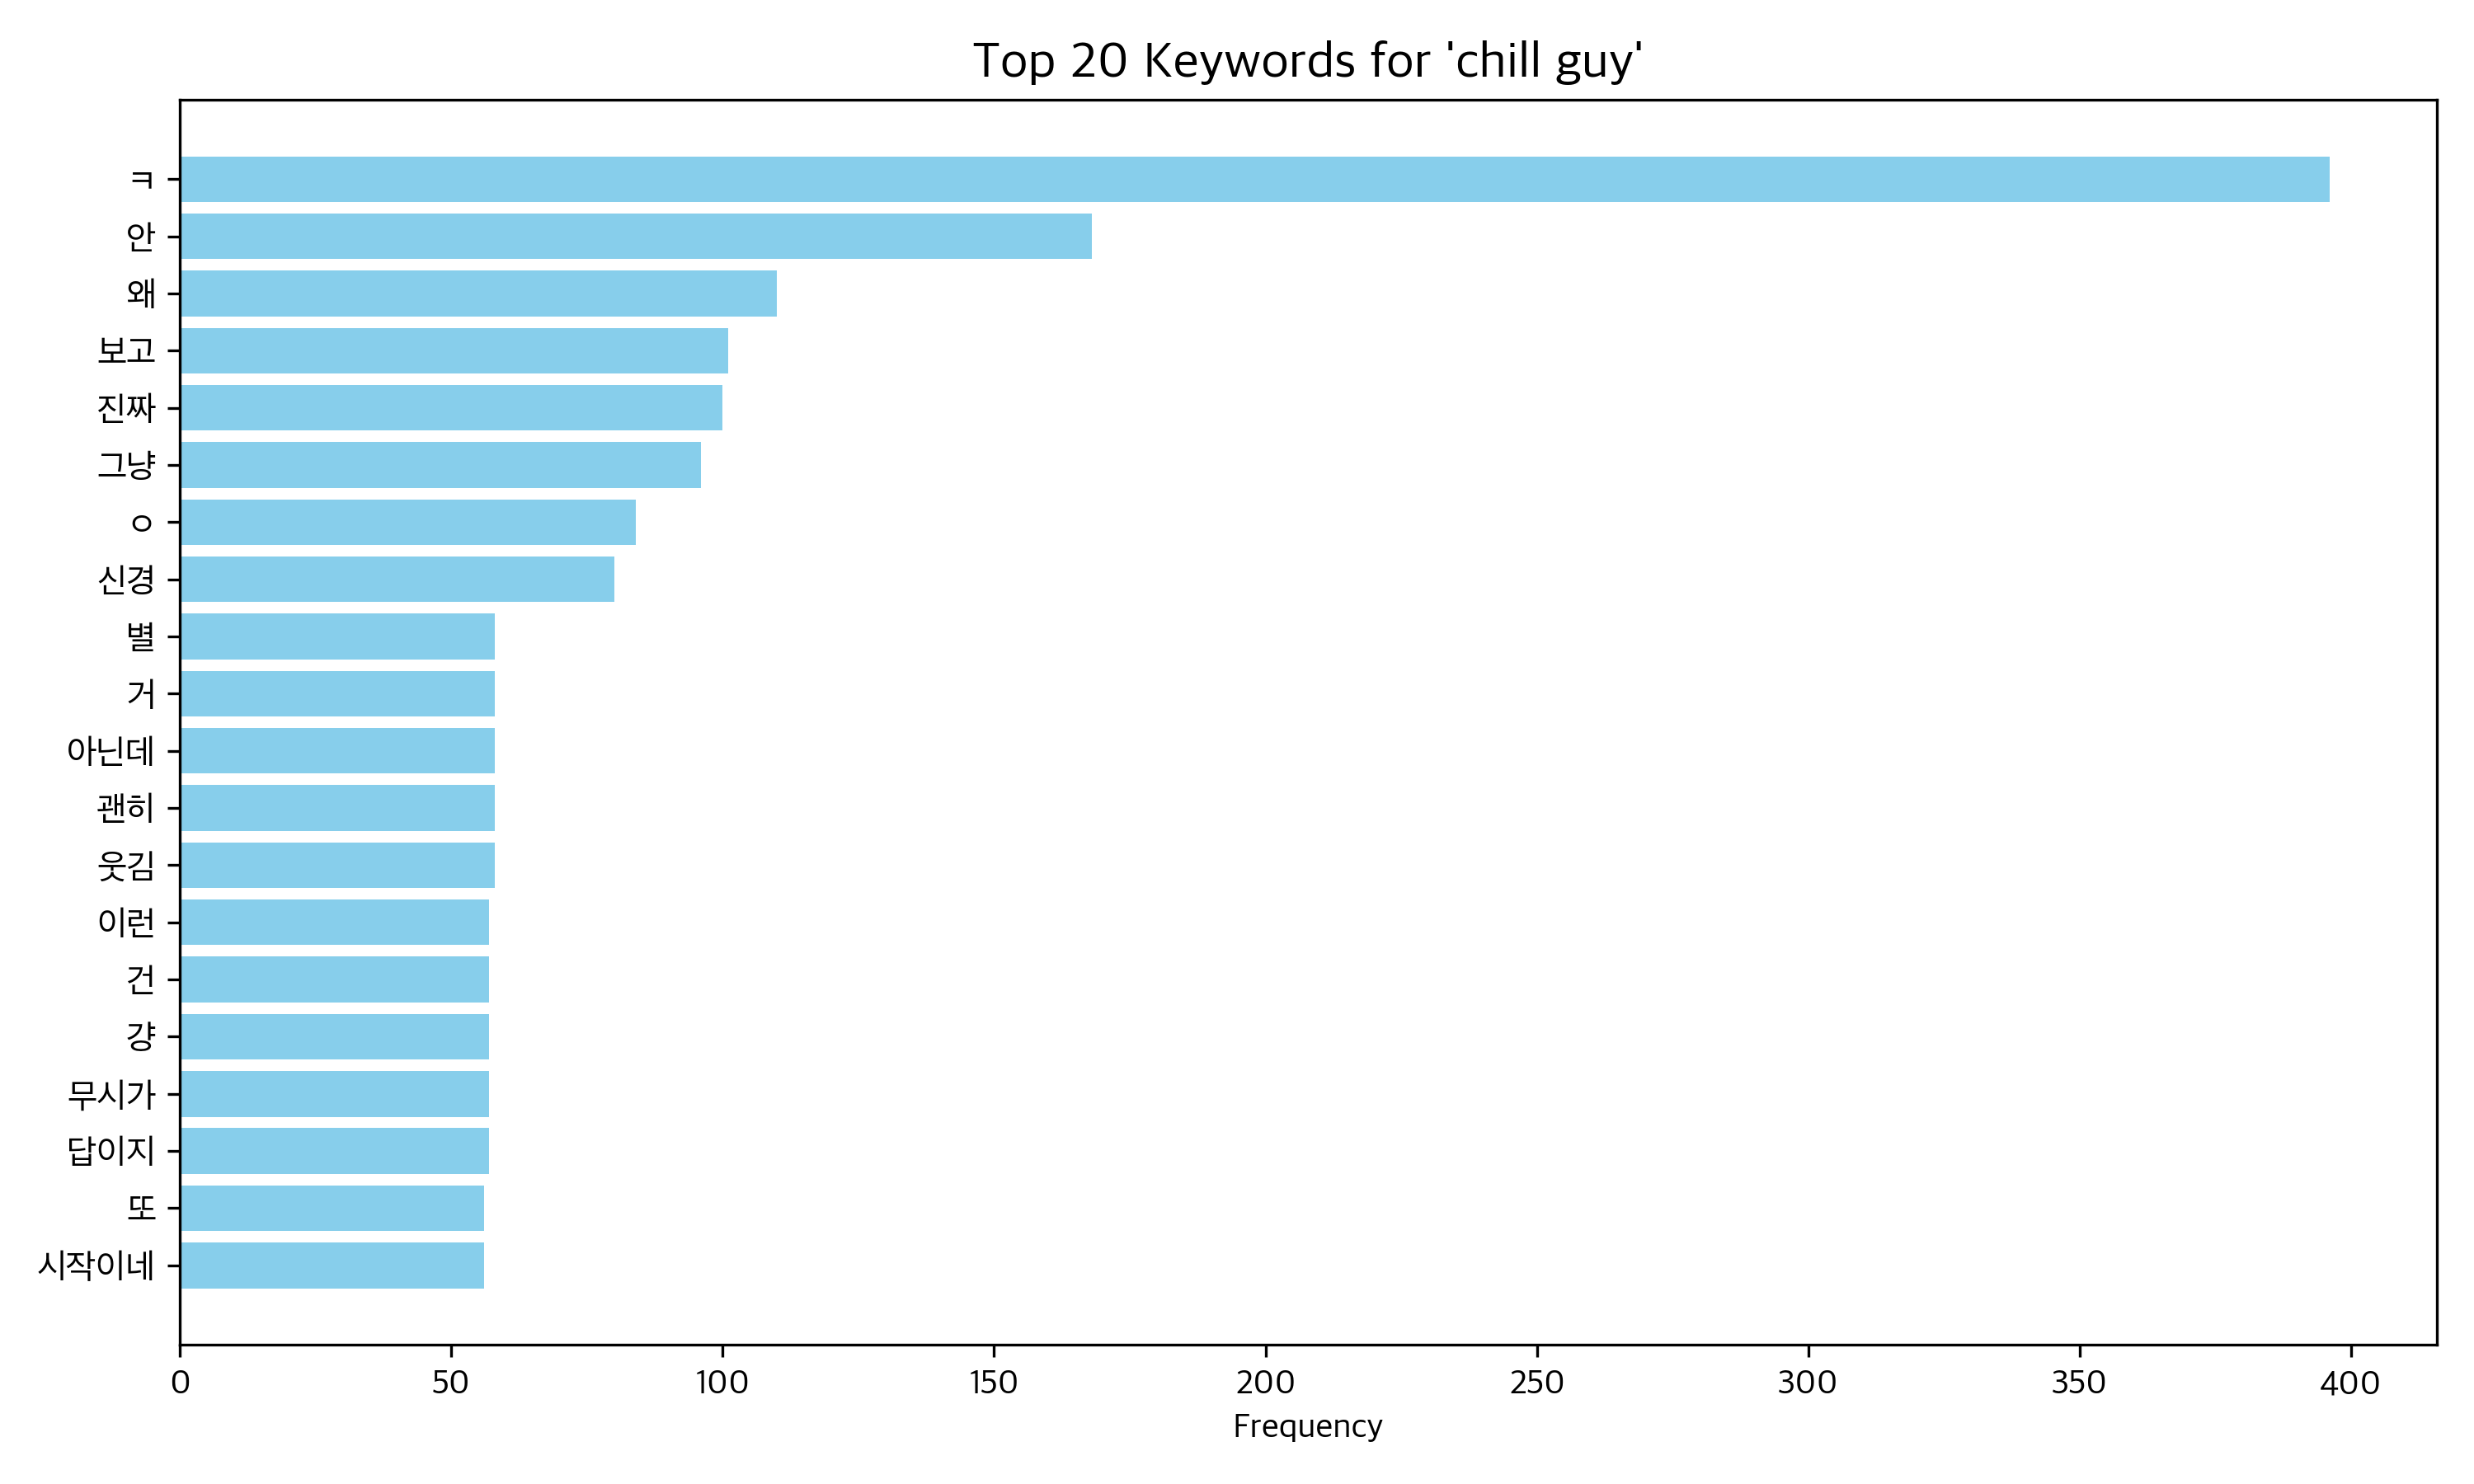 Top 20 Keywords for 'chill guy'
ㅋ
안
왜
보고
진짜
그냥
ㅇ
신경
별
거
아닌데
괜히
웃김
이런
건
걍
무시가
답이지
또
시작이네
0 50 100 150 200 250 300 350 400
Frequency